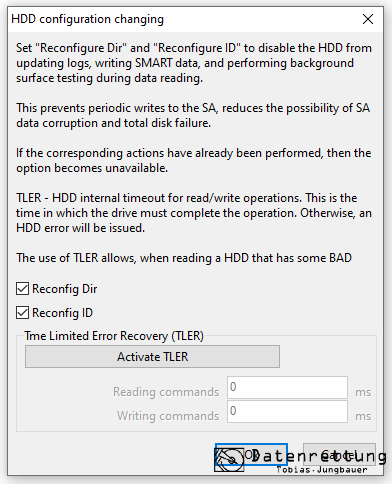 HDD configuration changing
Set "Reconfigure Dir" and "Reconfigure ID" to disable the HDD from
updating logs, writing SMART data, and performing background
surface testing during data reading.
This prevents periodic writes to the SA, reduces the possibility of SA
data corruption and total disk failure.
If the corresponding actions have already been performed, then the
option becomes unavailable.
TLER - HDD internal timeout for read/write operations. This is the
time in which the drive must complete the operation. Otherwise, an
HDD error will be issued.
The use of TLER allows, when reading a HDD that has some BAD
Reconfig Dir
Reconfig ID
Tme Limited Error Recovery (TLER)
Activate TLER
Reading commands 0 ms
Writing commands 0 ms
OK Cancel
Datenrettung
Tobias-Jungbauer